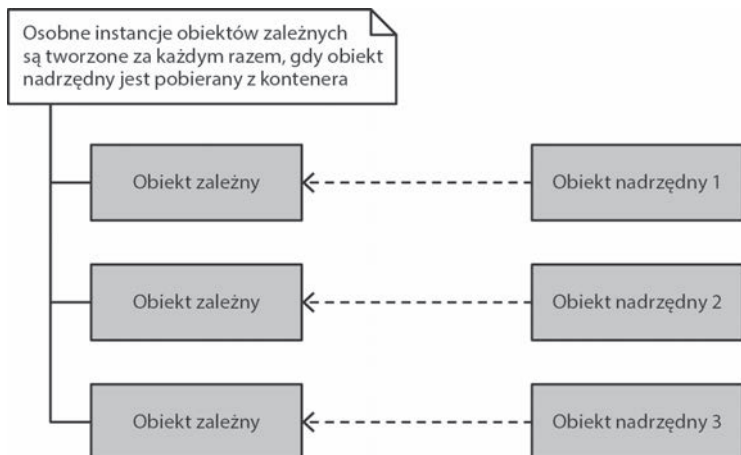 Osobne instancje obiektów zależnych
są tworzone za każdym razem, gdy obiekt
nadrzędny jest pobierany z kontenera
Obiekt zależny
Obiekt nadrzędny 1
Obiekt zależny
Obiekt nadrzędny 2
Obiekt zależny
Obiekt nadrzędny 3